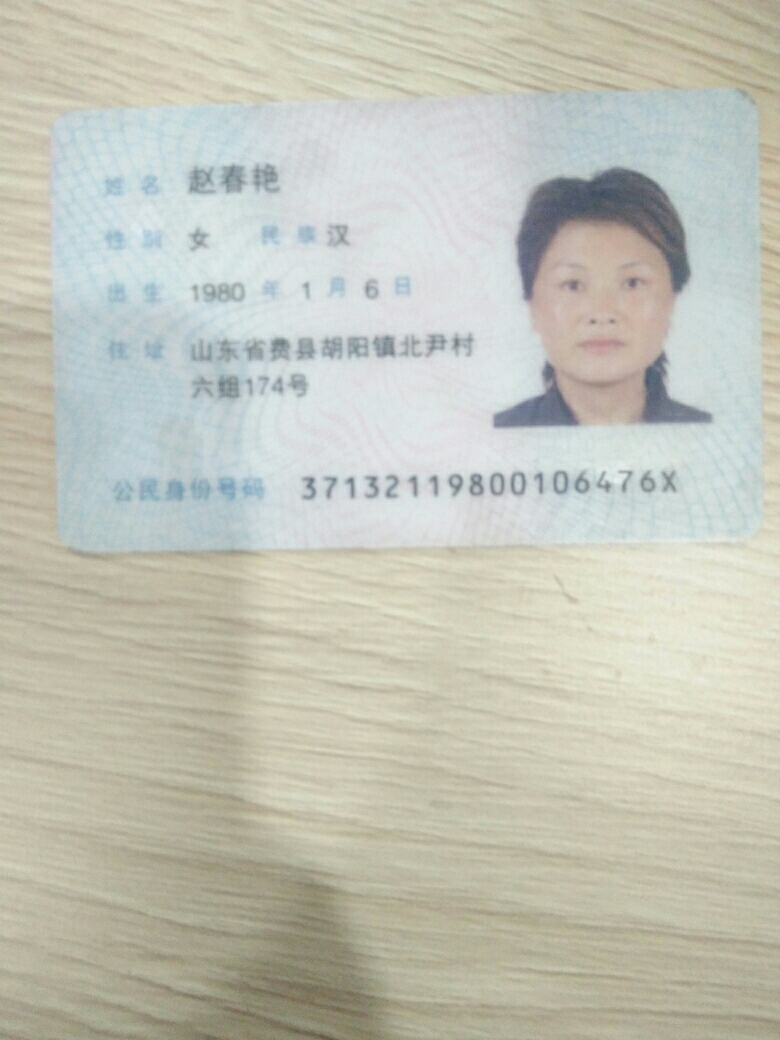 姓名 赵春艳
性别 女 民族 汉
出生 1980 年 1 月 6 日
住址 山东省费县胡阳镇北尹村
六组174号
公民身份号码 37132119800106476X